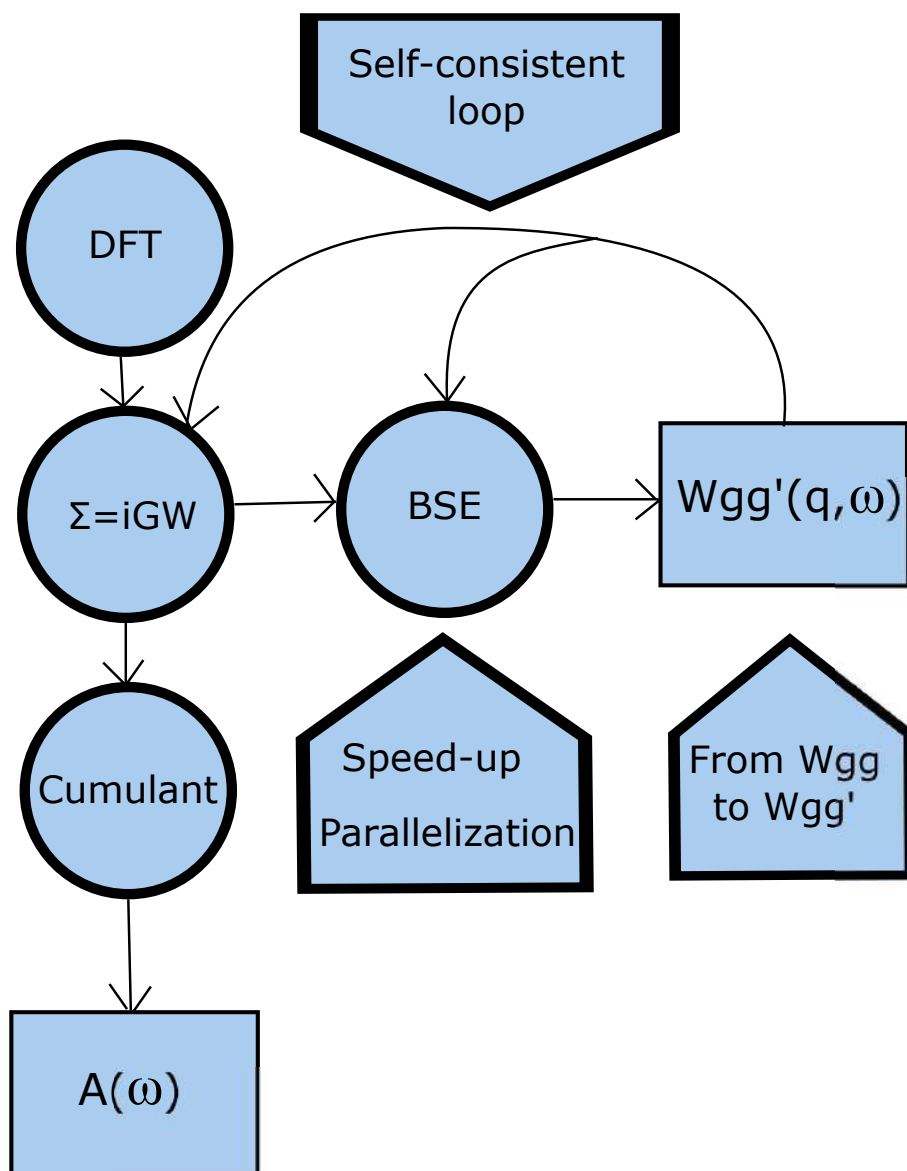 Self-consistent
loop
DFT
Σ=iGW
BSE
Wgg'(q,ω)
Cumulant
Speed-up
Parallelization
From Wgg
to Wgg'
A(ω)